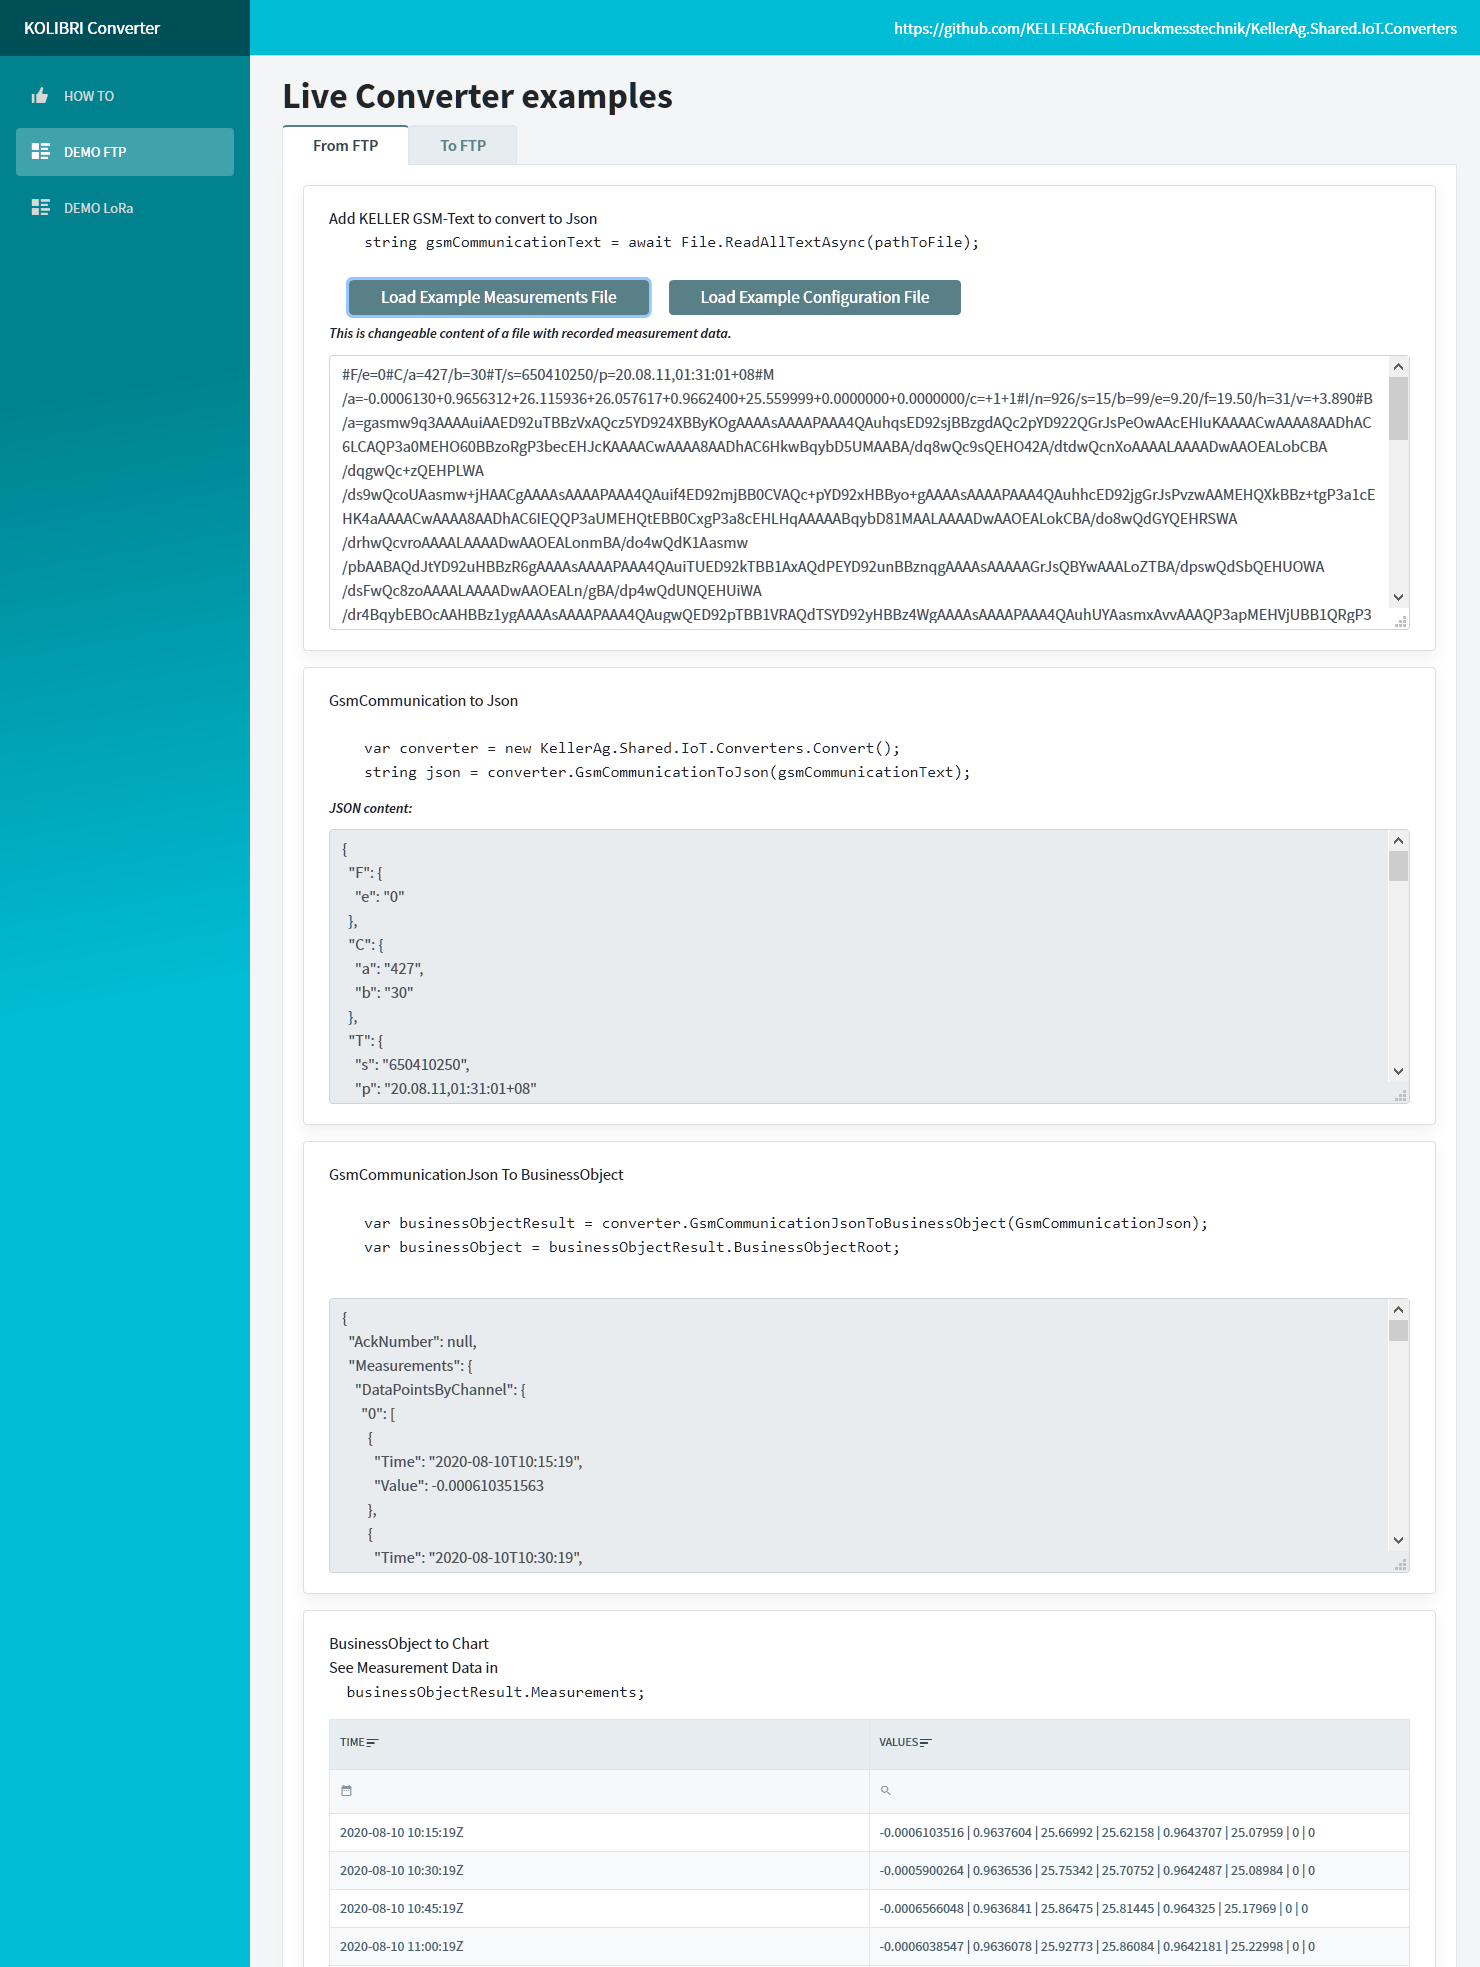 KOLIBRI Converter
https://github.com/KELLERAGfuerDruckmesstechnik/KellerAg.Shared.IoT.Converters
HOW TO
DEMO FTP
DEMO LoRa
Live Converter examples
From FTP
To FTP
Add KELLER GSM-Text to convert to Json
string gsmCommunicationText = await File.ReadAllTextAsync(pathToFile);
Load Example Measurements File
Load Example Configuration File
This is changeable content of a file with recorded measurement data.
#F/e=0#C/a=427/b=30#T/s=650410250/p=20.08.11,01:31:01+08#M
/a=-0.0006130+0.9656312+26.115936+26.057617+0.9662400+25.559999+0.0000000+0.0000000/c=+1+1#I/n=926/s=15/b=99/e=9.20/f=19.50/h=31/v=+3.890#B
/a=gasmw9q3AAAAuiAAED92uTBBzVxAQcz5YD924XBByKOgAAAAsAAAAPAAA4QAuhqsED92sjBBzgdAQc2pYD922QGrJsPeOwAAcEHIuKAAAACwAAAA8AADhAC
6LCAQP3a0MEHO60BBzoRgP3becEHJcKAAAACwAAAA8AADhAC6HkwBqybD5UMAABA/dq8wQc9sQEHO42A/dtdwQcnXoAAAALAAAADwAAOEALobCBA
/dqgwQc+zQEHPLWA
/ds9wQcoUAasmw+jHAACgAAAAsAAAAPAAA4QAuif4ED92mjBB0CVAQc+pYD92xHBByo+gAAAAsAAAAPAAA4QAuhhcED92jgGrJsPvzwAAMEHQXkBBz+tgP3a1cE
HK4aAAAACwAAAA8AADhAC6IEQQP3aUMEHQtEBB0CxgP3a8cEHLHqAAAAABqybD81MAALAAAADwAAOEALokCBA/do8wQdGYQEHRSWA
/drhwQcvroAAAALAAAADwAAOEALonmBA/do4wQdK1Aasmw
/pbAABAQdJtYD92uHBBzR6gAAAAsAAAAPAAA4QAuiTUED92kTBB1AxAQdPEYD92unBBznqgAAAAsAAAAAGrJsQBYwAAALoZTBA/dpswQdSbQEHUOWA
/dsFwQc8zoAAAALAAAADwAAOEALn/gBA/dp4wQdUNQEHUiWA
/dr4BqybEBOcAAHBBz1ygAAAAsAAAAPAAA4QAugwQED92pTBB1VRAQdTSYD92yHBBz4WgAAAAsAAAAPAAA4QAuhUYAasmxAvvAAAQP3apMEHVjUBB1QRgP3
GsmCommunication to Json
var converter = new KellerAg.Shared.IoT.Converters.Convert();
string json = converter.GsmCommunicationToJson(gsmCommunicationText);
JSON content:
{
"F": {
"e": "0"
},
"C": {
"a": "427",
"b": "30"
},
"T": {
"s": "650410250",
"p": "20.08.11,01:31:01+08"
GsmCommunicationJson To BusinessObject
var businessObjectResult = converter.GsmCommunicationJsonToBusinessObject(GsmCommunicationJson);
var businessObject = businessObjectResult.BusinessObjectRoot;
{
"AckNumber": null,
"Measurements": {
"DataPointsByChannel": {
"0": [
{
"Time": "2020-08-10T10:15:19",
"Value": -0.000610351563
},
{
"Time": "2020-08-10T10:30:19",
BusinessObject to Chart
See Measurement Data in
businessObjectResult.Measurements;
TIME
VALUES
2020-08-10 10:15:19Z
-0.0006103516 | 0.9637604 | 25.66992 | 25.62158 | 0.9643707 | 25.07959 | 0 | 0
2020-08-10 10:30:19Z
-0.0005900264 | 0.9636536 | 25.75342 | 25.70752 | 0.9642487 | 25.08984 | 0 | 0
2020-08-10 10:45:19Z
-0.0006566048 | 0.9636841 | 25.86475 | 25.81445 | 0.964325 | 25.17969 | 0 | 0
2020-08-10 11:00:19Z
-0.0006038547 | 0.9636078 | 25.92773 | 25.86084 | 0.9642181 | 25.22998 | 0 | 0